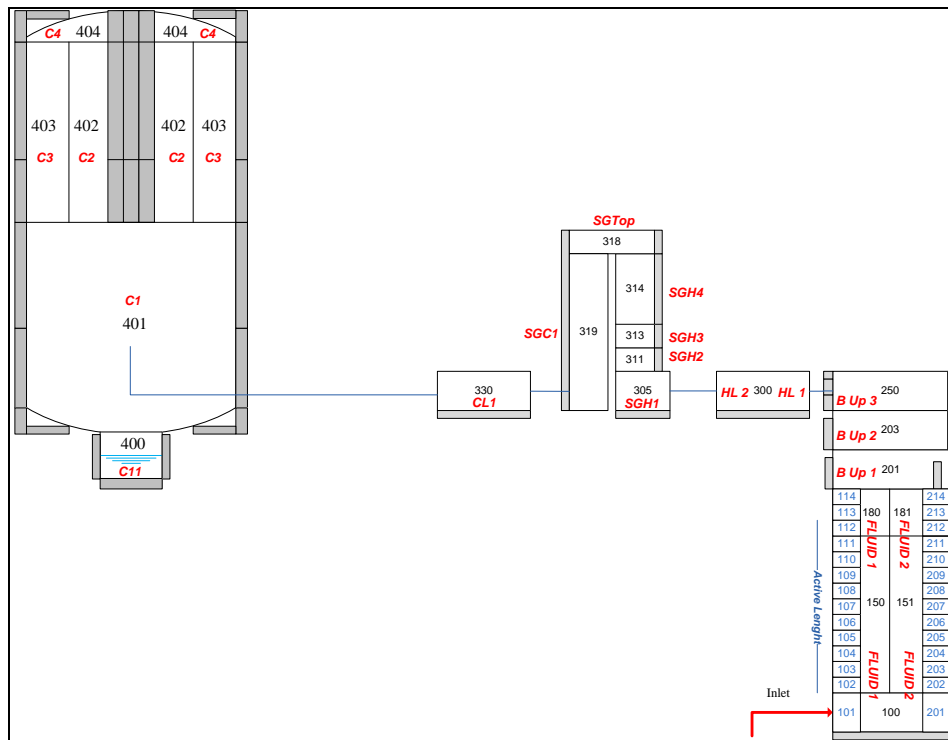 C4 404 404 C4
403 402 402 403
C3 C2 C2 C3
C1
401
400
C11
SGTop
318
314 SGH4
SGC1 319 313 SGH3
311 SGH2
330
CL1
305
SGH1
HL 2 300 HL 1
250
B Up 3
B Up 2 203
B Up 1 201
114 214
113 180 181 213
112 212
FLUID 1 FLUID 2
111 211
110 210
109 209
108 208
107 150 151 207
106 206
105 205
104 204
103 203
102 202
FLUID 1 FLUID 2
Active Lenght
Inlet
101 100 201